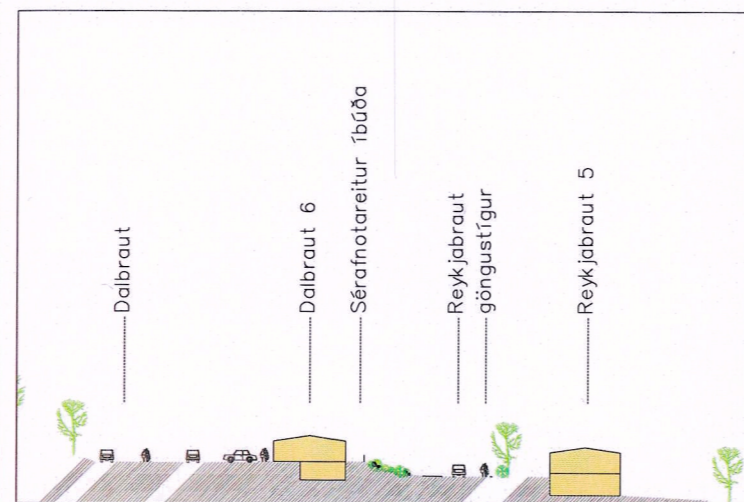 Dalbraut
Dalbraut 6
Sérafnotareitur íbúða
Reykjabraut
göngustígur
Reykjabraut 5